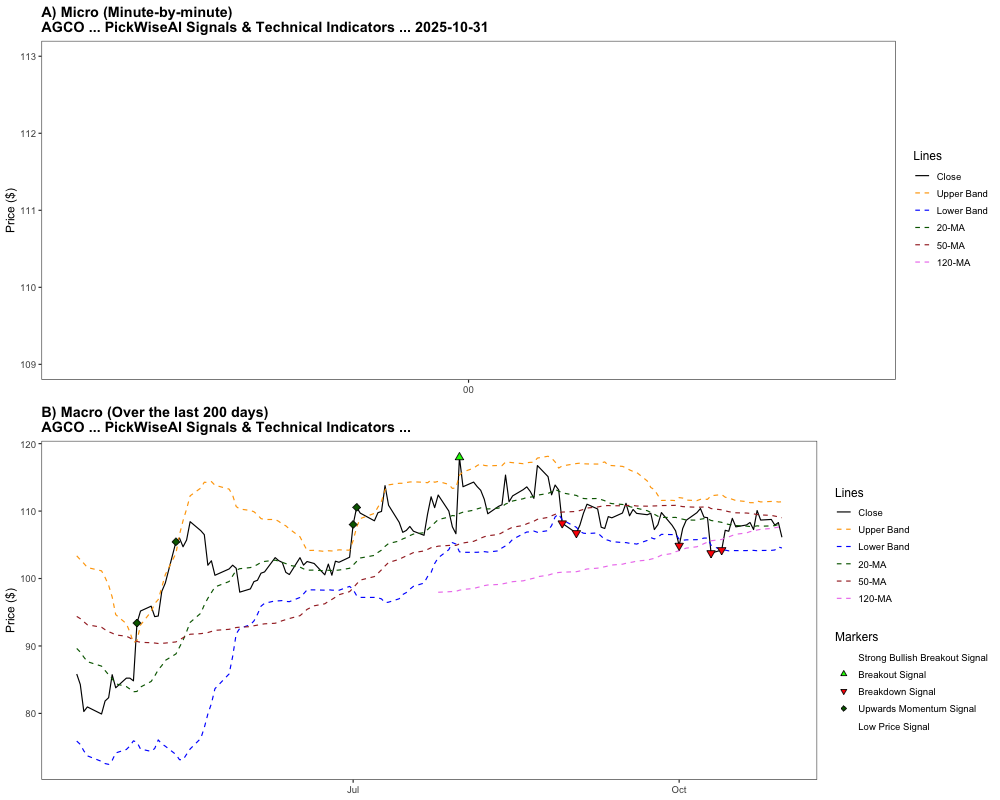 A) Micro (Minute-by-minute)
AGCO ... PickWiseAI Signals & Technical Indicators ... 2025-10-31
113
112
111
110
109
Price ($)
00
Lines
Close
Upper Band
Lower Band
20-MA
50-MA
120-MA
B) Macro (Over the last 200 days)
AGCO ... PickWiseAI Signals & Technical Indicators ...
120
110
100
90
80
Price ($)
Jul
Oct
Lines
Close
Upper Band
Lower Band
20-MA
50-MA
120-MA
Markers
Strong Bullish Breakout Signal
Breakout Signal
Breakdown Signal
Upwards Momentum Signal
Low Price Signal